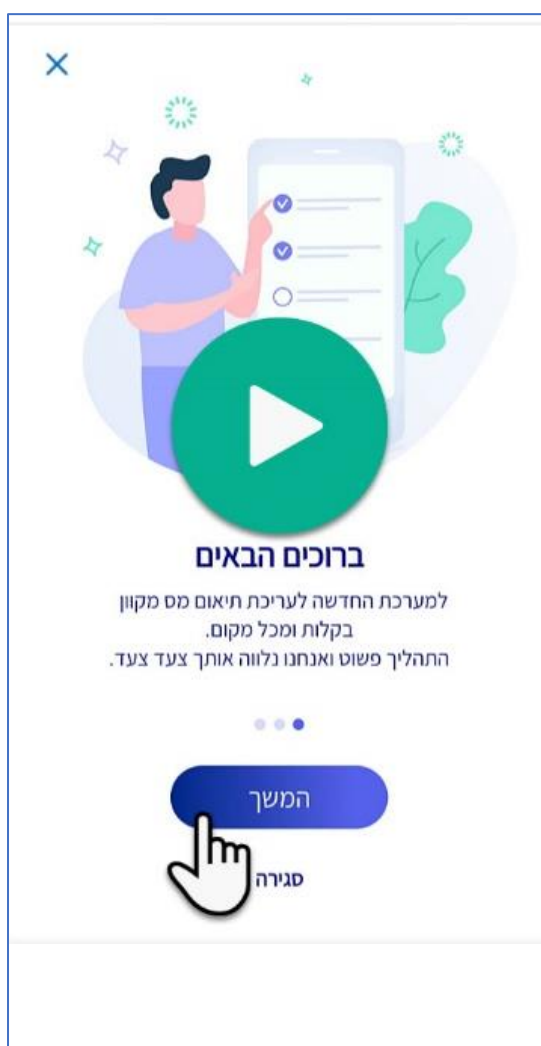 ברוכים הבאים
למערכת החדשה לעריכת תיאום מס מקוון
בקלות ומכל מקום.
התהליך פשוט ואנחנו נלווה אותך צעד צעד.
המשך
סגירה